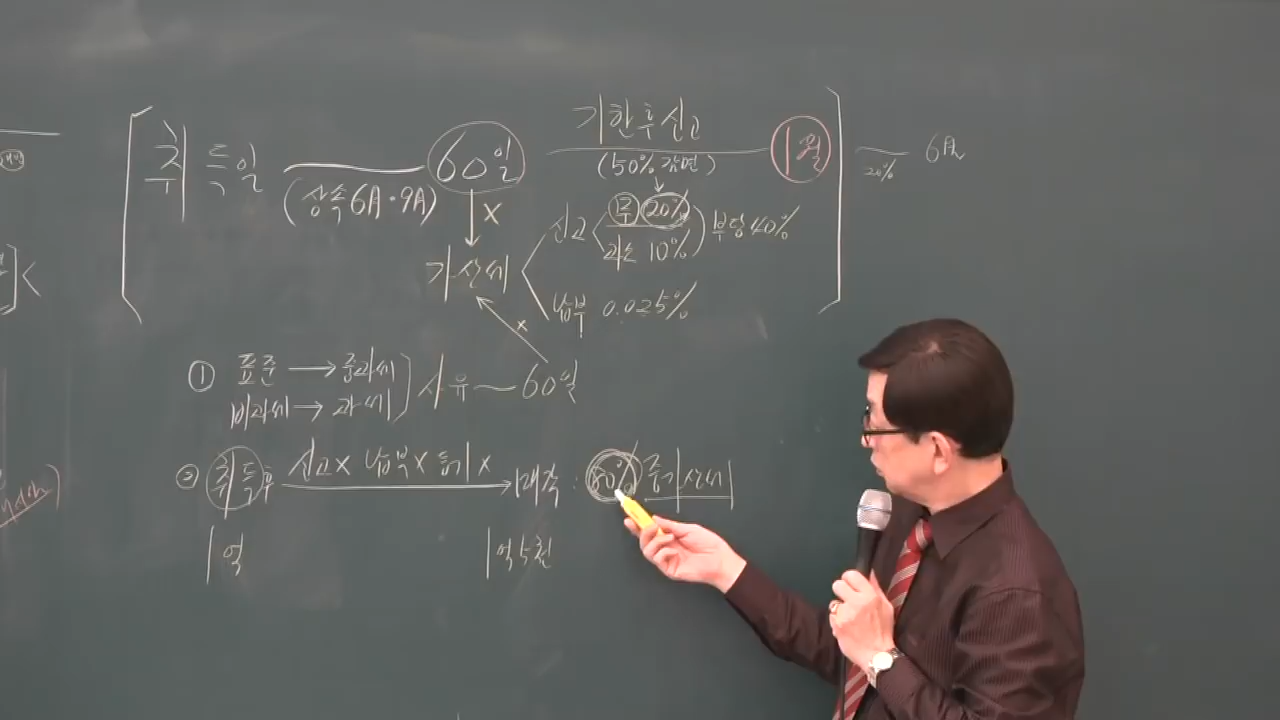 기한후신고
취득일 60일 1월 20% 6月
(상속 6月·9月) (50% 감면)
X
신고 무 20% 부당 40%
과소 10%
가산세
납부 0.025%
x
① 표준 → 중과세 사유 60일
비과세 → 과세
② 취득후 신고X 납부X 등기X 매각 : 80% 중가산세
1억 1억 5천